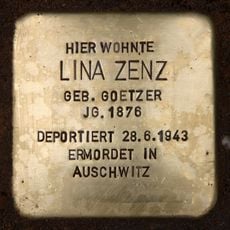 HIER WOHNTE
LINA ZENZ
GEB. GOETZER
JG. 1876
DEPORTIERT 28.6.1943
ERMORDET IN
AUSCHWITZ